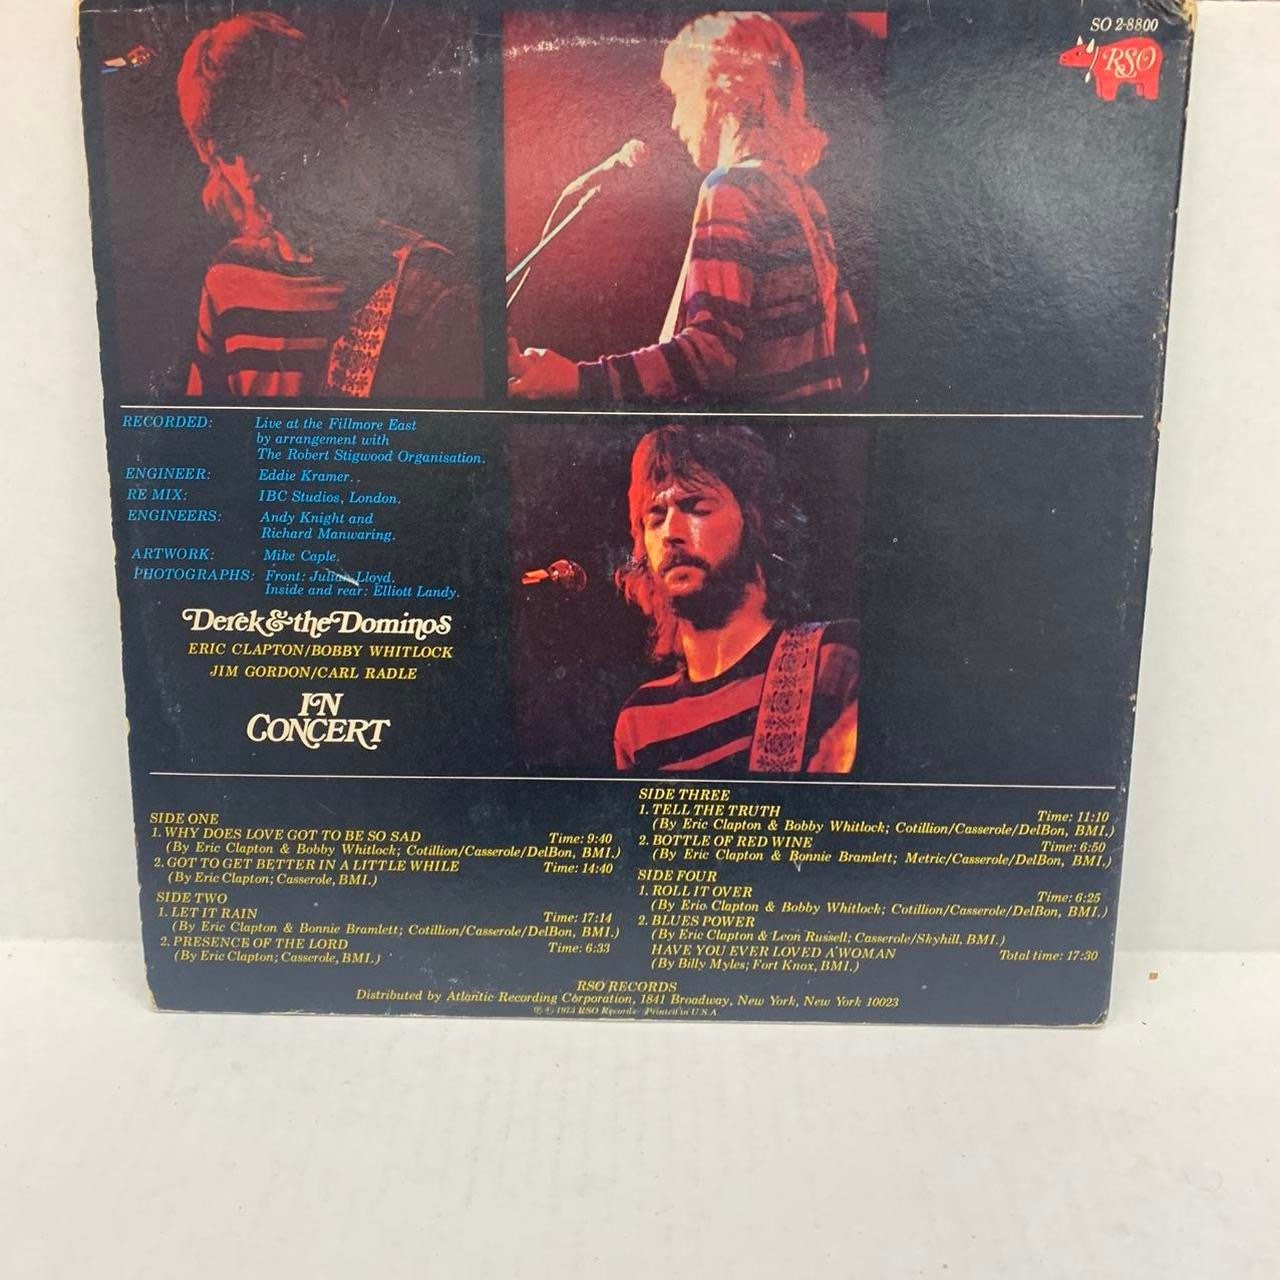 SO 2-8800
RSO
RECORDED: Live at the Fillmore East
by arrangement with
The Robert Stigwood Organisation.
ENGINEER: Eddie Kramer.
RE MIX: IBC Studios, London.
ENGINEERS: Andy Knight and
Richard Manwaring.
ARTWORK: Mike Caple.
PHOTOGRAPHS: Front: Julian Lloyd.
Inside and rear: Elliott Landy.
Derek & the Dominos
ERIC CLAPTON/BOBBY WHITLOCK
JIM GORDON/CARL RADLE
IN
CONCERT
SIDE ONE
1. WHY DOES LOVE GOT TO BE SO SAD Time: 9:40
(By Eric Clapton & Bobby Whitlock; Cotillion/Casserole/DelBon, BMI.)
2. GOT TO GET BETTER IN A LITTLE WHILE Time: 14:40
(By Eric Clapton; Casserole, BMI.)
SIDE TWO
1. LET IT RAIN Time: 17:14
(By Eric Clapton & Bonnie Bramlett; Cotillion/Casserole/DelBon, BMI.)
2. PRESENCE OF THE LORD Time: 6:33
(By Eric Clapton; Casserole, BMI.)
SIDE THREE
1. TELL THE TRUTH Time: 11:10
(By Eric Clapton & Bobby Whitlock; Cotillion/Casserole/DelBon, BMI.)
2. BOTTLE OF RED WINE Time: 6:50
(By Eric Clapton & Bonnie Bramlett; Metric/Casserole/DelBon, BMI.)
SIDE FOUR
1. ROLL IT OVER Time: 6:25
(By Eric Clapton & Bobby Whitlock; Cotillion/Casserole/DelBon, BMI.)
2. BLUES POWER
(By Eric Clapton & Leon Russell; Casserole/Skyhill, BMI.)
HAVE YOU EVER LOVED A WOMAN Total time: 17:30
(By Billy Myles; Fort Knox, BMI.)
RSO RECORDS
Distributed by Atlantic Recording Corporation, 1841 Broadway, New York, New York 10023
© ℗ 1973 RSO Records Printed in U.S.A.